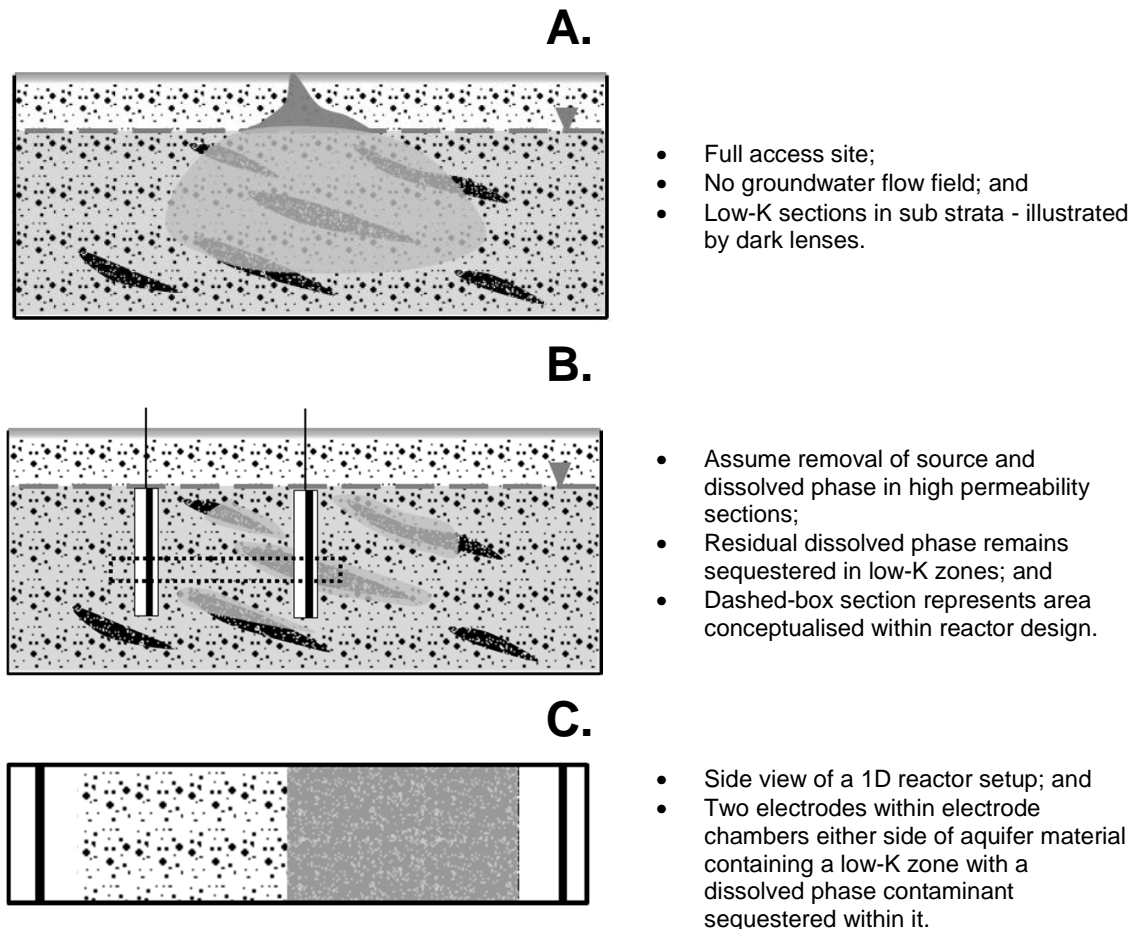 A.
• Full access site;
• No groundwater flow field; and
• Low-K sections in sub strata - illustrated
by dark lenses.
B.
• Assume removal of source and
dissolved phase in high permeability
sections;
• Residual dissolved phase remains
sequestered in low-K zones; and
• Dashed-box section represents area
conceptualised within reactor design.
C.
• Side view of a 1D reactor setup; and
• Two electrodes within electrode
chambers either side of aquifer material
containing a low-K zone with a
dissolved phase contaminant
sequestered within it.